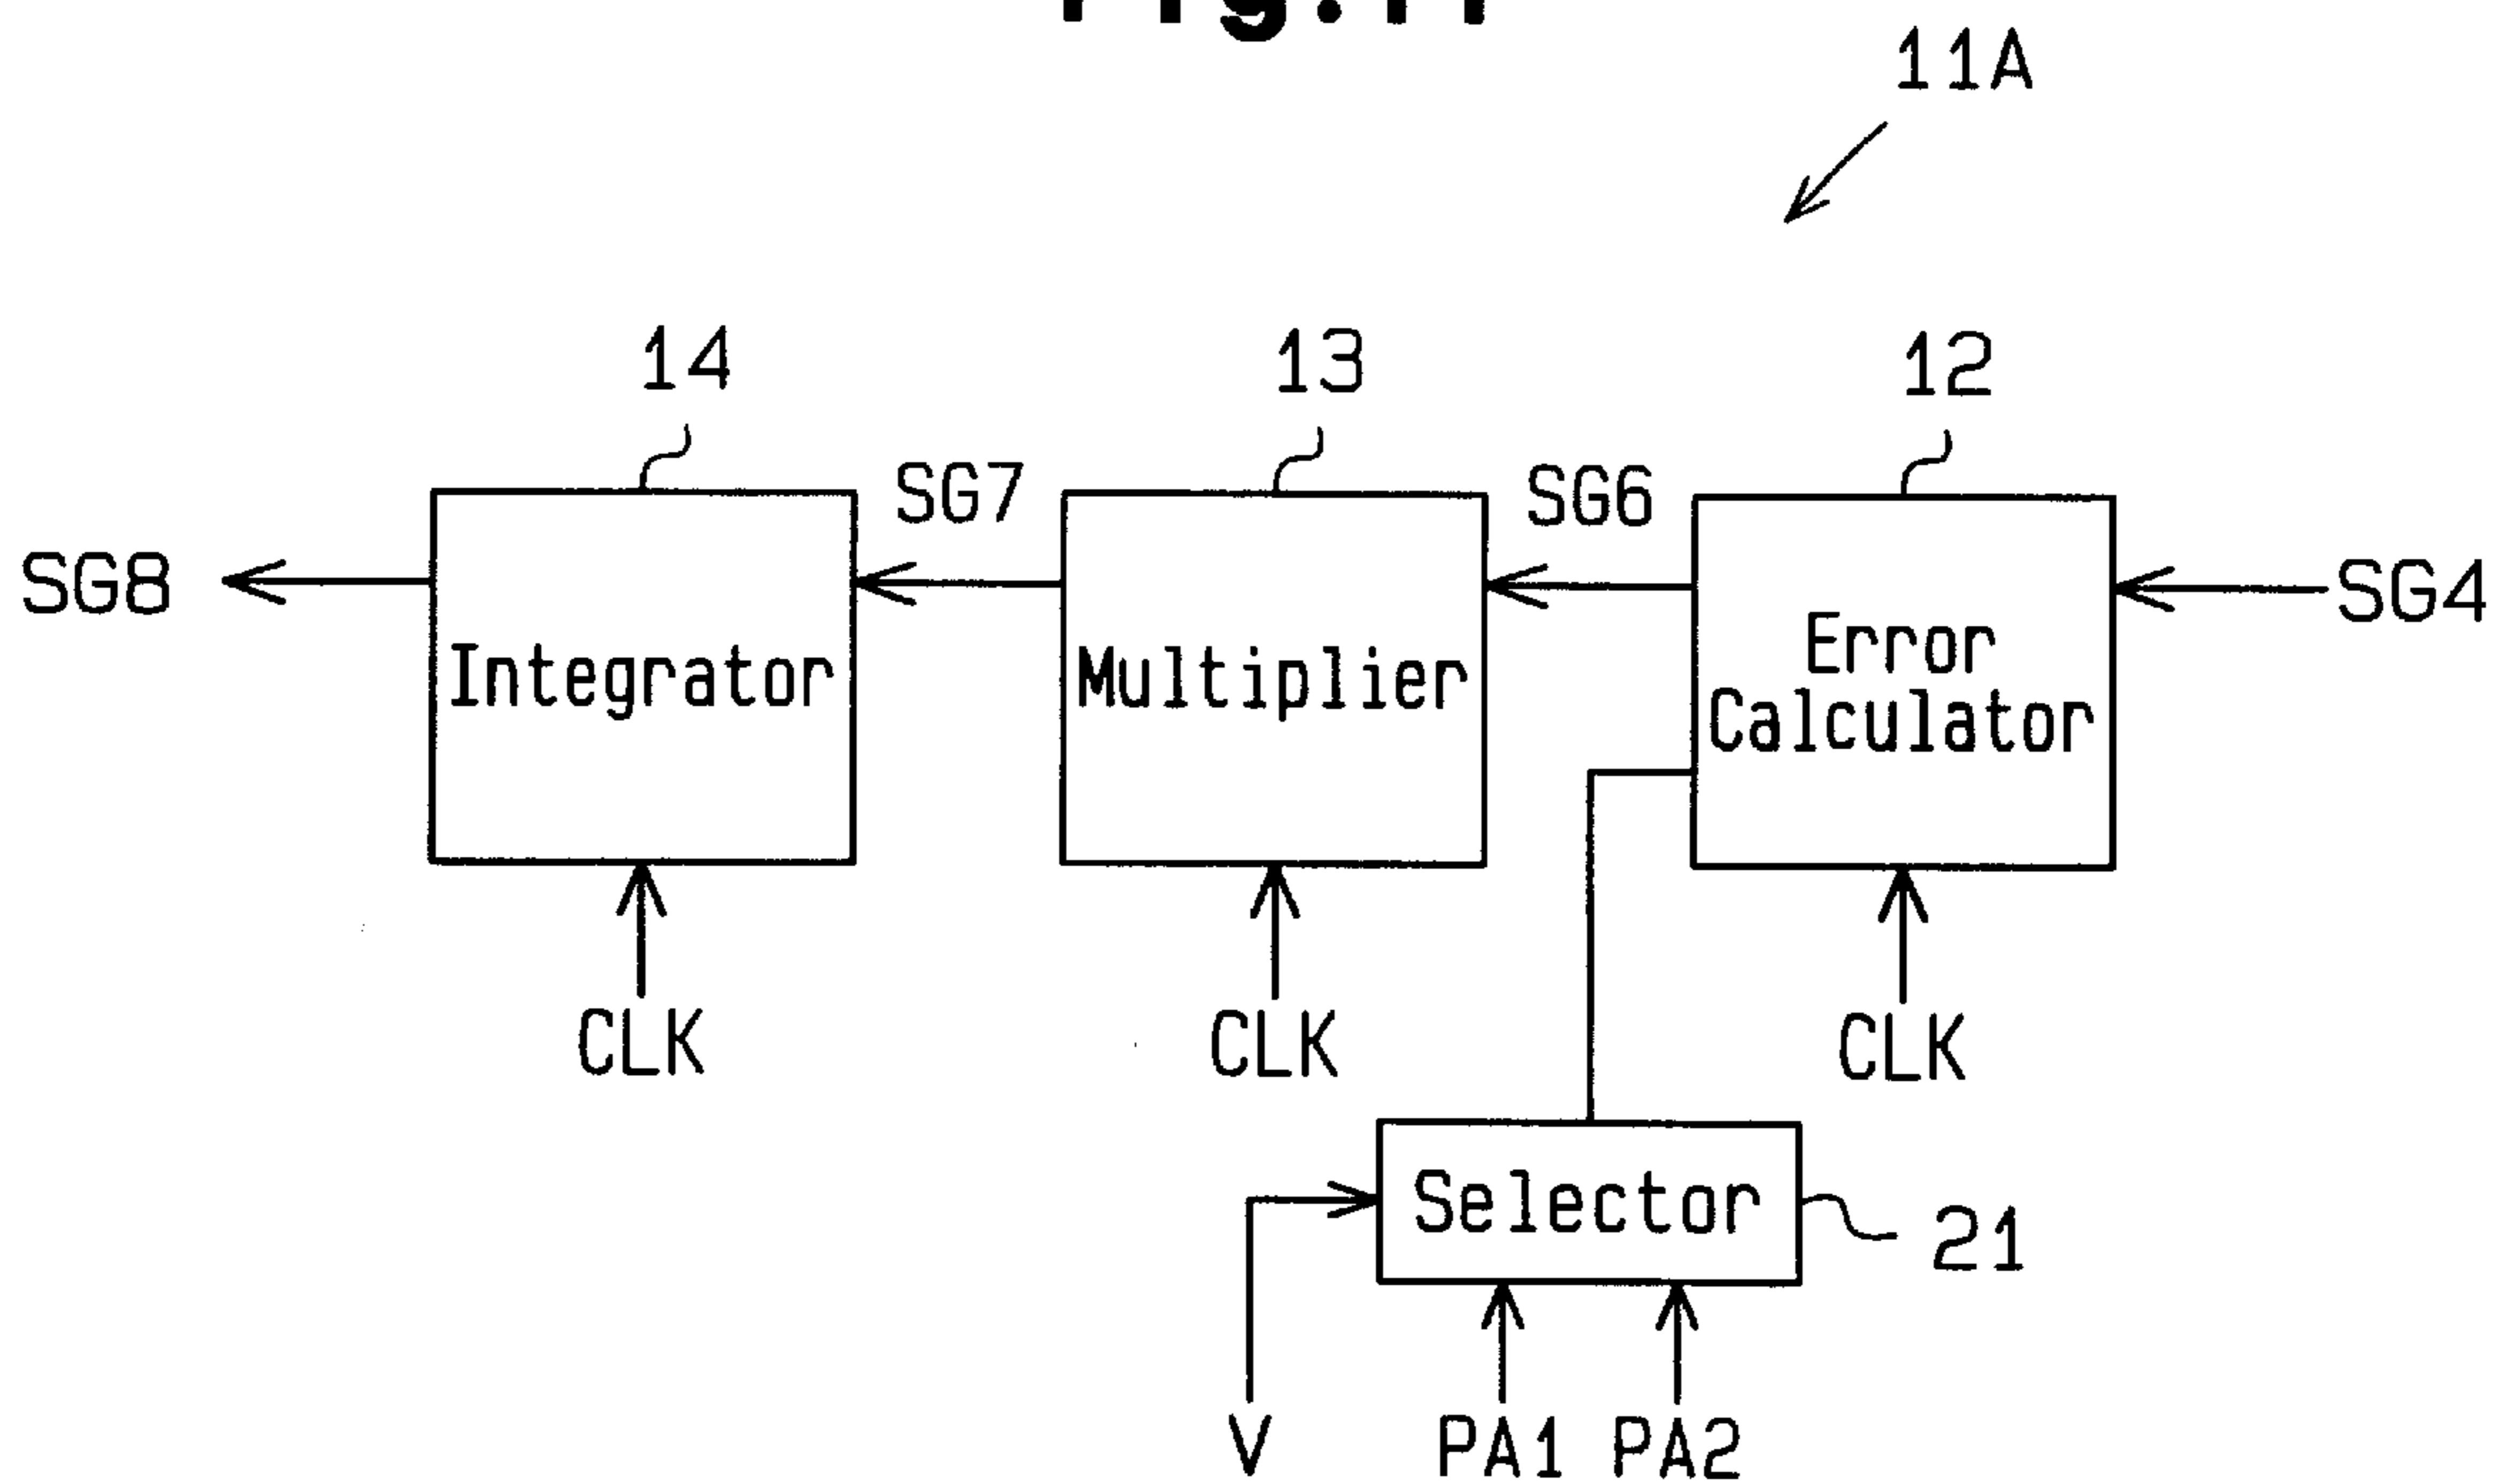 11A
14
13
12
SG7
SG6
SG8
SG4
Integrator
Multiplier
Error
Calculator
CLK
CLK
CLK
Selector
21
V
PA1
PA2